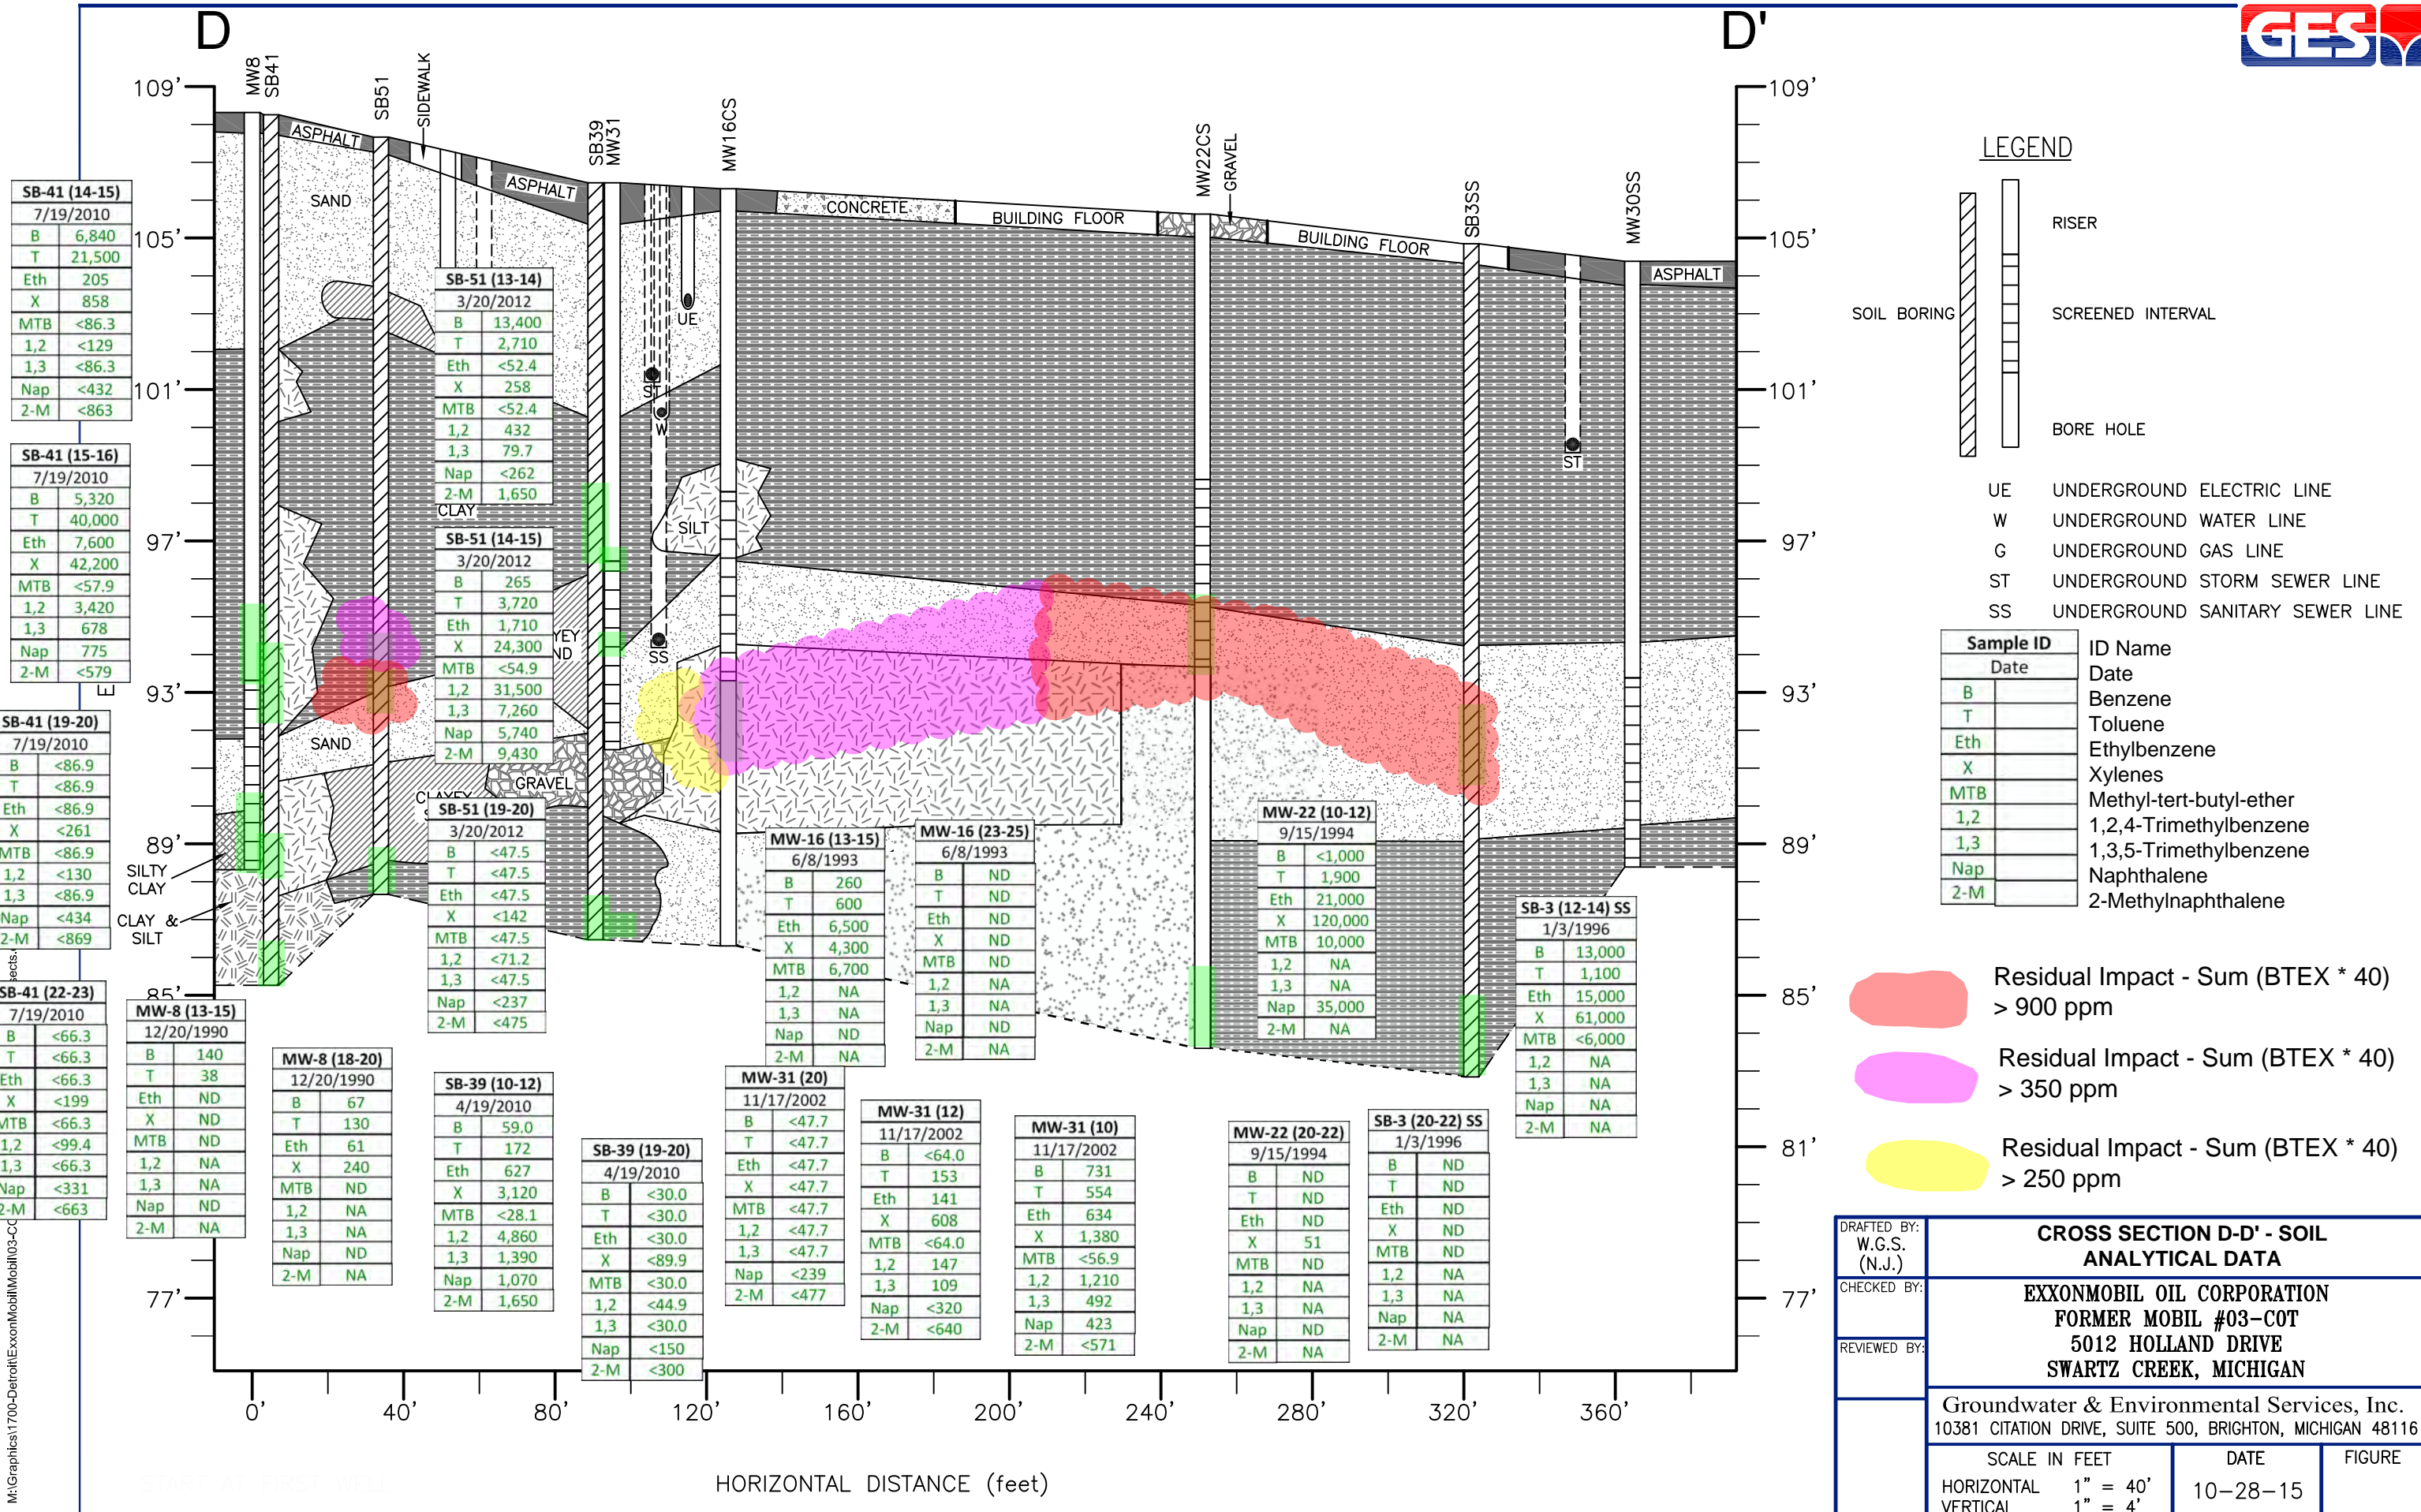 D
D'
GES
109'
105'
101'
97'
93'
89'
85'
81'
77'
109'
105'
101'
97'
93'
89'
85'
77'
MW8
SB41
SB51
SIDEWALK
SB39
MW31
MW16CS
MW22CS
GRAVEL
SB3SS
MW30SS
ASPHALT
ASPHALT
CONCRETE
BUILDING FLOOR
BUILDING FLOOR
ASPHALT
SAND
UE
ST
W
SS
ST
SILT
CLAY
SAND
GRAVEL
SILTY
CLAY
CLAY &
SILT
SB-41 (14-15)
7/19/2010
B 6,840
T 21,500
Eth 205
X 858
MTB <86.3
1,2 <129
1,3 <86.3
Nap <432
2-M <863
SB-41 (15-16)
7/19/2010
B 5,320
T 40,000
Eth 7,600
X 42,200
MTB <57.9
1,2 3,420
1,3 678
Nap 775
2-M <579
SB-41 (19-20)
7/19/2010
B <86.9
T <86.9
Eth <86.9
X <261
MTB <86.9
1,2 <130
1,3 <86.9
Nap <434
2-M <869
SB-41 (22-23)
7/19/2010
B <66.3
T <66.3
Eth <66.3
X <199
MTB <66.3
1,2 <99.4
1,3 <66.3
Nap <331
2-M <663
MW-8 (13-15)
12/20/1990
B 140
T 38
Eth ND
X ND
MTB ND
1,2 NA
1,3 NA
Nap ND
2-M NA
MW-8 (18-20)
12/20/1990
B 67
T 130
Eth 61
X 240
MTB ND
1,2 NA
1,3 NA
Nap ND
2-M NA
SB-51 (13-14)
3/20/2012
B 13,400
T 2,710
Eth <52.4
X 258
MTB <52.4
1,2 432
1,3 79.7
Nap <262
2-M 1,650
SB-51 (14-15)
3/20/2012
B 265
T 3,720
Eth 1,710
X 24,300
MTB <54.9
1,2 31,500
1,3 7,260
Nap 5,740
2-M 9,430
SB-51 (19-20)
3/20/2012
B <47.5
T <47.5
Eth <47.5
X <142
MTB <47.5
1,2 <71.2
1,3 <47.5
Nap <237
2-M <475
SB-39 (10-12)
4/19/2010
B 59.0
T 172
Eth 627
X 3,120
MTB <28.1
1,2 4,860
1,3 1,390
Nap 1,070
2-M 1,650
SB-39 (19-20)
4/19/2010
B <30.0
T <30.0
Eth <30.0
X <89.9
MTB <30.0
1,2 <44.9
1,3 <30.0
Nap <150
2-M <300
MW-31 (20)
11/17/2002
B <47.7
T <47.7
Eth <47.7
X <47.7
MTB <47.7
1,2 <47.7
1,3 <47.7
Nap <239
2-M <477
MW-31 (12)
11/17/2002
B <64.0
T 153
Eth 141
X 608
MTB <64.0
1,2 147
1,3 109
Nap <320
2-M <640
MW-31 (10)
11/17/2002
B 731
T 554
Eth 634
X 1,380
MTB <56.9
1,2 1,210
1,3 492
Nap 423
2-M <571
MW-16 (13-15)
6/8/1993
B 260
T 600
Eth 6,500
X 4,300
MTB 6,700
1,2 NA
1,3 NA
Nap ND
2-M NA
MW-16 (23-25)
6/8/1993
B ND
T ND
Eth ND
X ND
MTB ND
1,2 NA
1,3 NA
Nap ND
2-M NA
MW-22 (10-12)
9/15/1994
B <1,000
T 1,900
Eth 21,000
X 120,000
MTB 10,000
1,2 NA
1,3 NA
Nap 35,000
2-M NA
MW-22 (20-22)
9/15/1994
B ND
T ND
Eth ND
X 51
MTB ND
1,2 NA
1,3 NA
Nap ND
2-M NA
SB-3 (20-22) SS
1/3/1996
B ND
T ND
Eth ND
X ND
MTB ND
1,2 NA
1,3 NA
Nap NA
2-M NA
SB-3 (12-14) SS
1/3/1996
B 13,000
T 1,100
Eth 15,000
X 61,000
MTB <6,000
1,2 NA
1,3 NA
Nap NA
2-M NA
0'
40'
80'
120'
160'
200'
240'
280'
320'
360'
HORIZONTAL DISTANCE (feet)
LEGEND
SOIL BORING
RISER
SCREENED INTERVAL
BORE HOLE
UE UNDERGROUND ELECTRIC LINE
W UNDERGROUND WATER LINE
G UNDERGROUND GAS LINE
ST UNDERGROUND STORM SEWER LINE
SS UNDERGROUND SANITARY SEWER LINE
Sample ID ID Name
Date Date
B Benzene
T Toluene
Eth Ethylbenzene
X Xylenes
MTB Methyl-tert-butyl-ether
1,2 1,2,4-Trimethylbenzene
1,3 1,3,5-Trimethylbenzene
Nap Naphthalene
2-M 2-Methylnaphthalene
Residual Impact - Sum (BTEX * 40)
> 900 ppm
Residual Impact - Sum (BTEX * 40)
> 350 ppm
Residual Impact - Sum (BTEX * 40)
> 250 ppm
DRAFTED BY:
W.G.S.
(N.J.)
CHECKED BY:
REVIEWED BY:
CROSS SECTION D-D' - SOIL
ANALYTICAL DATA
EXXONMOBIL OIL CORPORATION
FORMER MOBIL #03-C0T
5012 HOLLAND DRIVE
SWARTZ CREEK, MICHIGAN
Groundwater & Environmental Services, Inc.
10381 CITATION DRIVE, SUITE 500, BRIGHTON, MICHIGAN 48116
SCALE IN FEET
HORIZONTAL 1" = 40'
VERTICAL 1" = 4'
DATE
10-28-15
FIGURE
M:\Graphics\1700-Detroit\ExxonMobil\Mobil\03-C